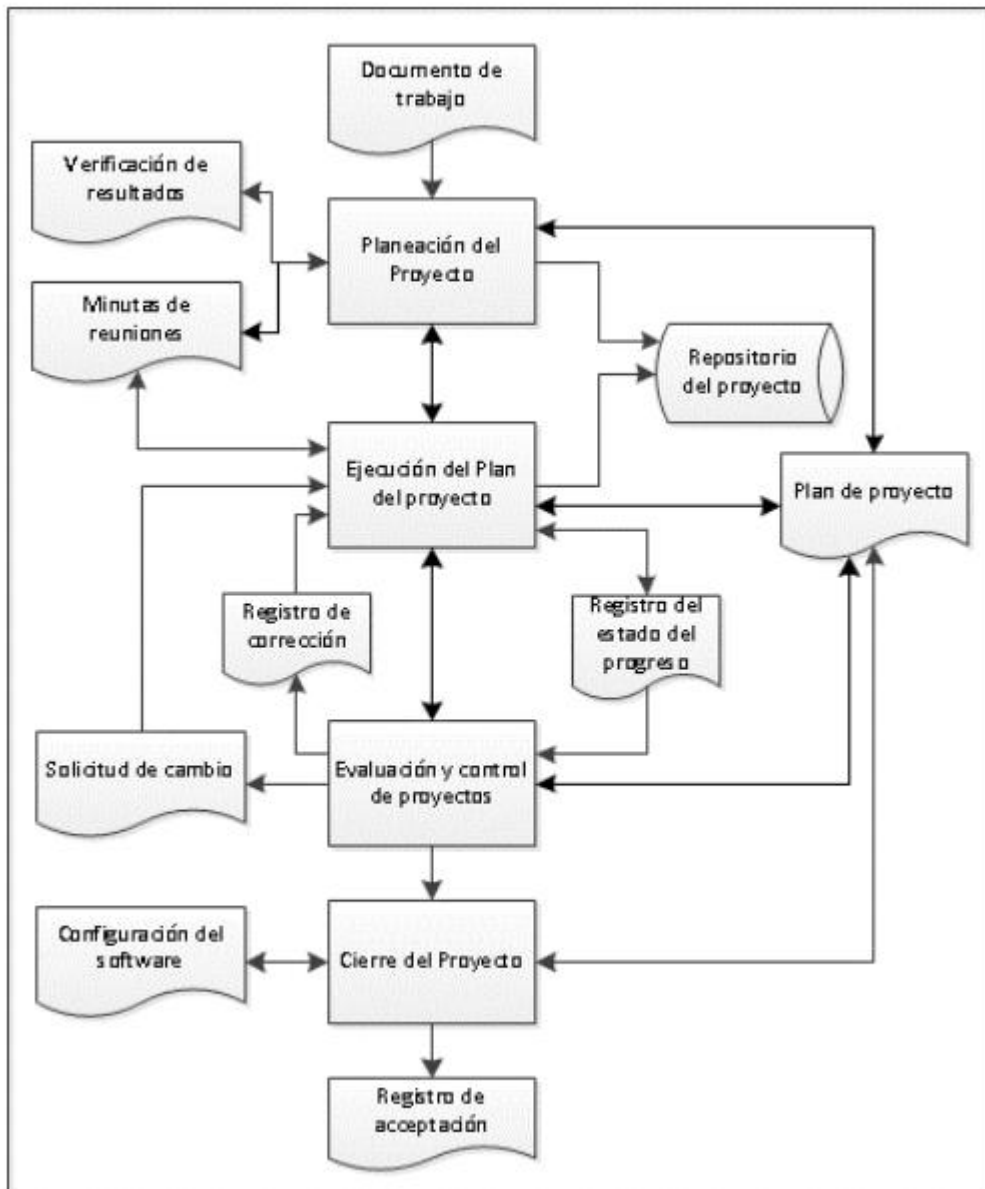 Documento de
trabajo
Verificación de
resultados
Planeación del
Proyecto
Minutas de
reuniones
Repositorio
del proyecto
Ejecución del Plan
del proyecto
Plan de proyecto
Registro de
corrección
Registro del
estado del
progreso
Solicitud de cambio
Evaluación y control
de proyectos
Configuración del
software
Cierre del Proyecto
Registro de
acceptación